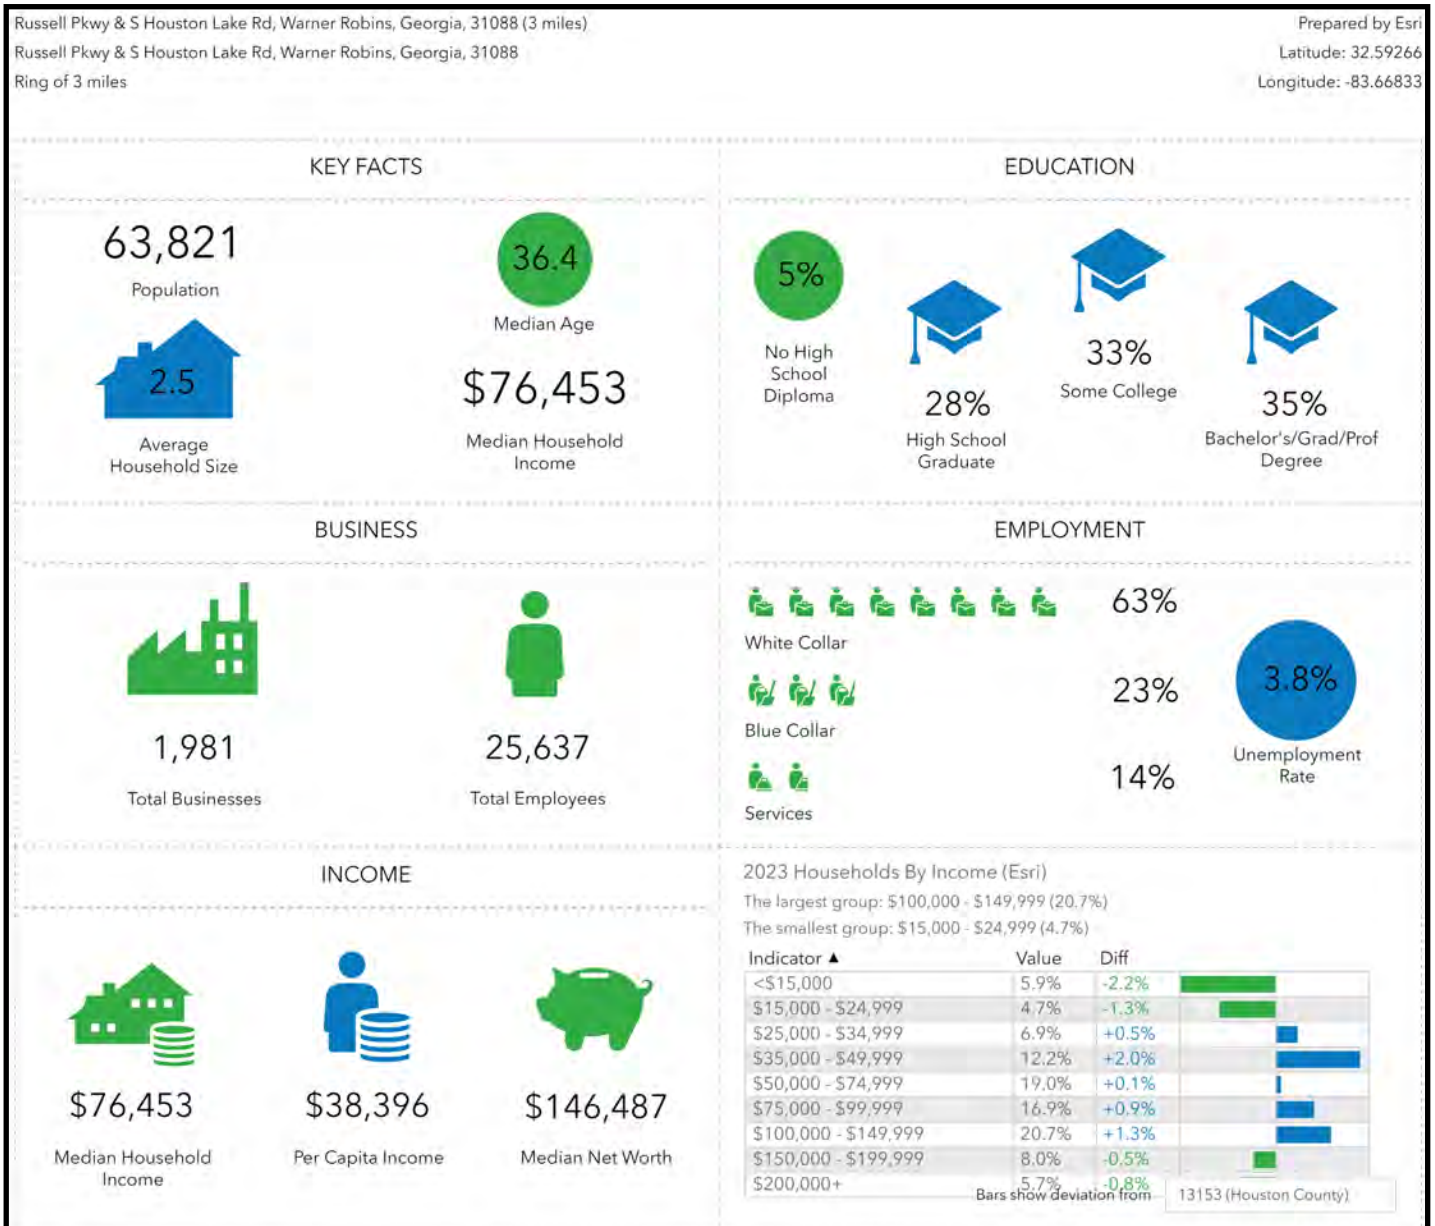 Russell Pkwy & S Houston Lake Rd, Warner Robins, Georgia, 31088 (3 miles)
Russell Pkwy & S Houston Lake Rd, Warner Robins, Georgia, 31088
Ring of 3 miles
Prepared by Esri
Latitude: 32.59266
Longitude: -83.66833
KEY FACTS
63,821
Population
36.4
Median Age
2.5
Average
Household Size
$76,453
Median Household
Income
EDUCATION
5%
No High
School
Diploma
28%
High School
Graduate
33%
Some College
35%
Bachelor's/Grad/Prof
Degree
BUSINESS
1,981
Total Businesses
25,637
Total Employees
EMPLOYMENT
63%
White Collar
23%
Blue Collar
14%
Services
3.8%
Unemployment
Rate
INCOME
$76,453
Median Household
Income
$38,396
Per Capita Income
$146,487
Median Net Worth
2023 Households By Income (Esri)
The largest group: $100,000 - $149,999 (20.7%)
The smallest group: $15,000 - $24,999 (4.7%)
Indicator ▲ Value Diff
<$15,000 5.9% -2.2%
$15,000 - $24,999 4.7% -1.3%
$25,000 - $34,999 6.9% +0.5%
$35,000 - $49,999 12.2% +2.0%
$50,000 - $74,999 19.0% +0.1%
$75,000 - $99,999 16.9% +0.9%
$100,000 - $149,999 20.7% +1.3%
$150,000 - $199,999 8.0% -0.5%
$200,000+ 5.7% -0.8%
Bars show deviation from 13153 (Houston County)